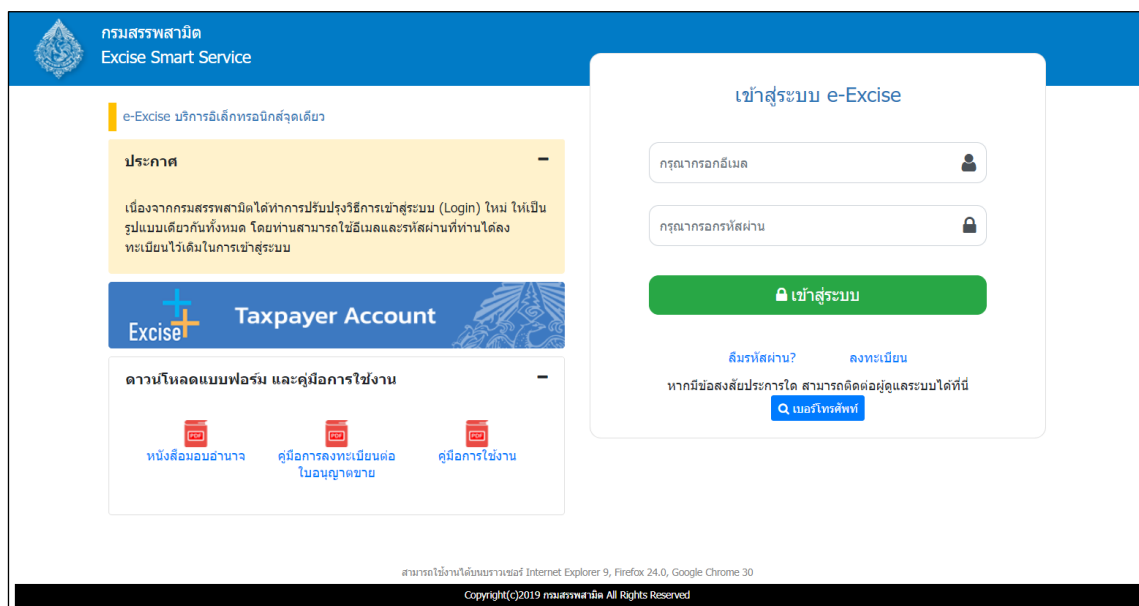 กรมสรรพสามิต
Excise Smart Service
e-Excise บริการอิเล็กทรอนิกส์จุดเดียว
ประกาศ
เนื่องจากกรมสรรพสามิตได้ทำการปรับปรุงวิธีการเข้าสู่ระบบ (Login) ใหม่ ให้เป็น
รูปแบบเดียวกันทั้งหมด โดยท่านสามารถใช้อีเมลและรหัสผ่านที่ท่านได้ลง
ทะเบียนไว้เดิมในการเข้าสู่ระบบ
Excise
Taxpayer Account
ดาวน์โหลดแบบฟอร์ม และคู่มือการใช้งาน
PDF
PDF
PDF
หนังสือมอบอำนาจ
คู่มือการลงทะเบียนต่อ
ใบอนุญาตขาย
คู่มือการใช้งาน
เข้าสู่ระบบ e-Excise
กรุณากรอกอีเมล
กรุณากรอกรหัสผ่าน
เข้าสู่ระบบ
ลืมรหัสผ่าน?
ลงทะเบียน
หากมีข้อสงสัยประการใด สามารถติดต่อผู้ดูแลระบบได้ที่นี่
เบอร์โทรศัพท์
สามารถใช้งานได้บนบราวเซอร์ Internet Explorer 9, Firefox 24.0, Google Chrome 30
Copyright(c)2019 กรมสรรพสามิต All Rights Reserved